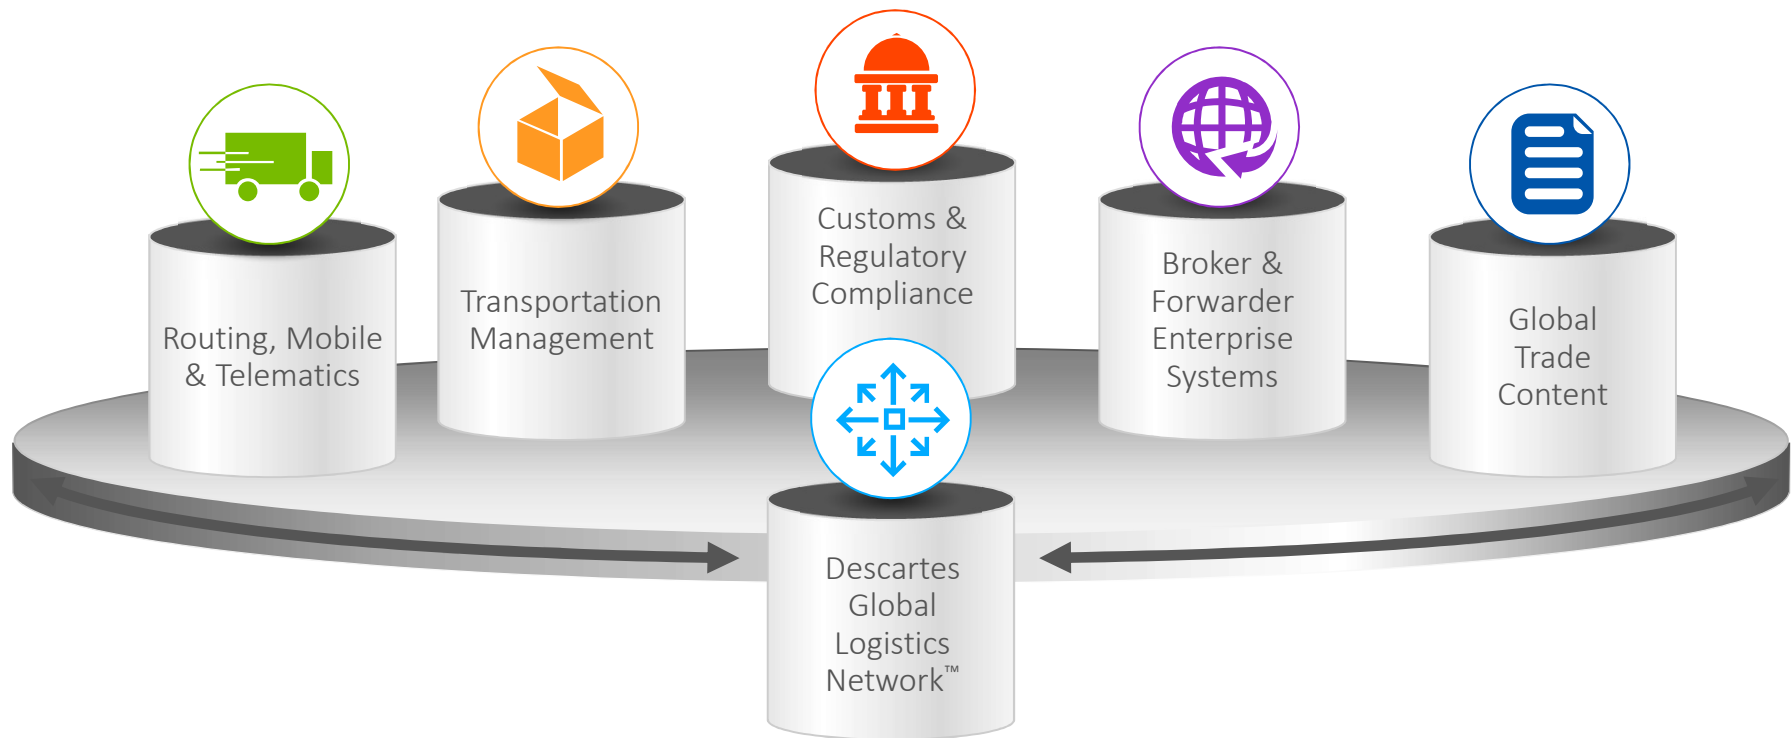 Routing, Mobile
& Telematics
Transportation
Management
Customs &
Regulatory
Compliance
Broker &
Forwarder
Enterprise
Systems
Global
Trade
Content
Descartes
Global
Logistics
Network™